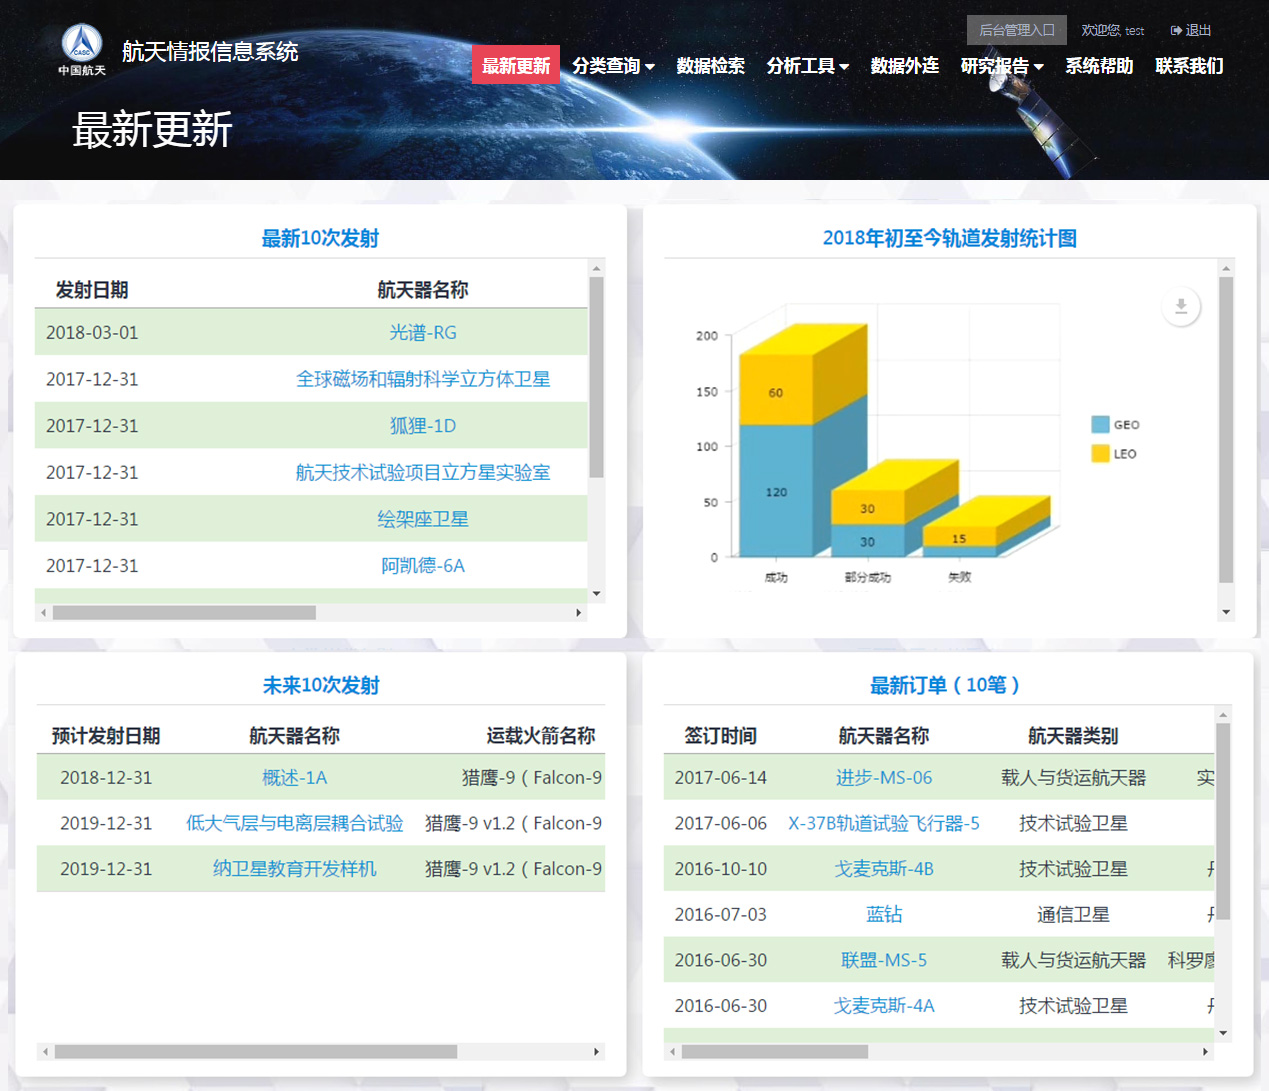 后台管理入口 欢迎您, test 退出
CASC
中国航天
航天情报信息系统
最新更新 分类查询 数据检索 分析工具 数据外连 研究报告 系统帮助 联系我们
最新更新
最新10次发射
发射日期 航天器名称
2018-03-01 光谱-RG
2017-12-31 全球磁场和辐射科学立方体卫星
2017-12-31 狐狸-1D
2017-12-31 航天技术试验项目立方星实验室
2017-12-31 绘架座卫星
2017-12-31 阿凯德-6A
2018年初至今轨道发射统计图
200
150
100
50
0
60
120
30
30
15
成功 部分成功 失败
GEO
LEO
未来10次发射
预计发射日期 航天器名称 运载火箭名称
2018-12-31 概述-1A 猎鹰-9（Falcon-9
2019-12-31 低大气层与电离层耦合试验 猎鹰-9 v1.2（Falcon-9
2019-12-31 纳卫星教育开发样机 猎鹰-9 v1.2（Falcon-9
最新订单（10笔）
签订时间 航天器名称 航天器类别
2017-06-14 进步-MS-06 载人与货运航天器 实
2017-06-06 X-37B轨道试验飞行器-5 技术试验卫星
2016-10-10 戈麦克斯-4B 技术试验卫星
2016-07-03 蓝钻 通信卫星
2016-06-30 联盟-MS-5 载人与货运航天器 科罗廖
2016-06-30 戈麦克斯-4A 技术试验卫星